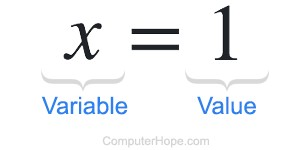 x = 1
Variable Value
ComputerHope.com